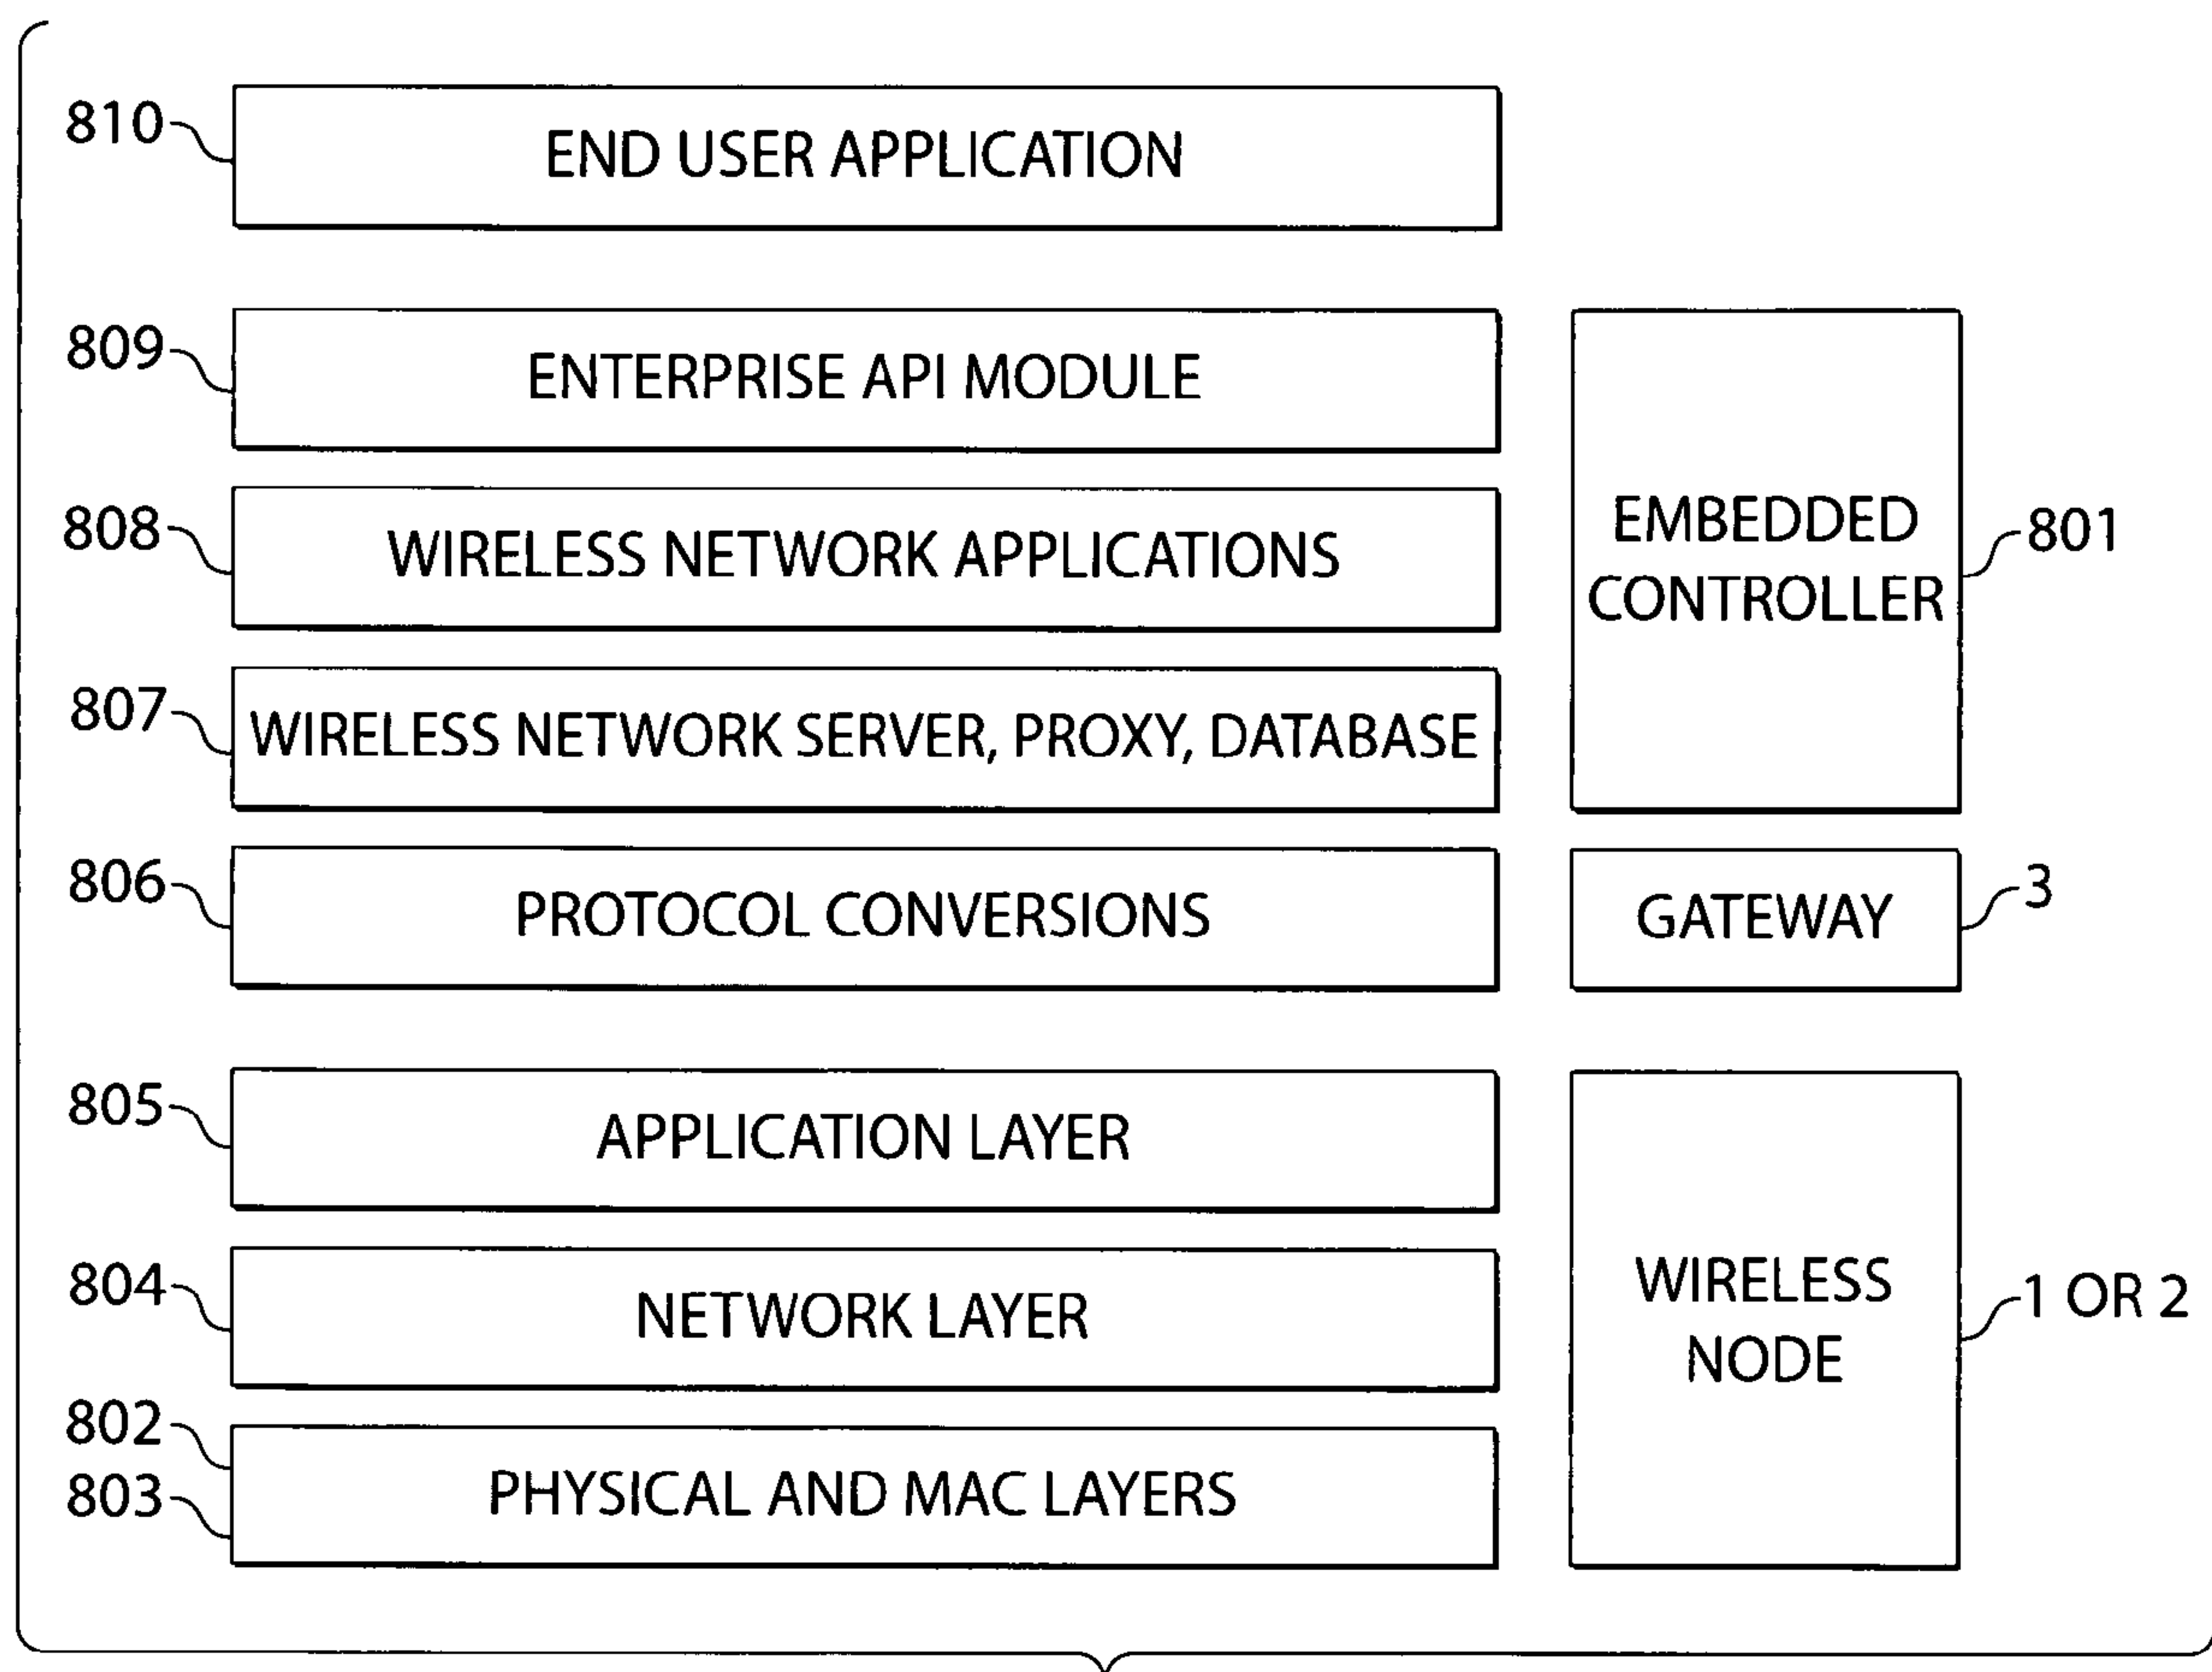 810
END USER APPLICATION
809
ENTERPRISE API MODULE
808
WIRELESS NETWORK APPLICATIONS
EMBEDDED
CONTROLLER
801
807
WIRELESS NETWORK SERVER, PROXY, DATABASE
806
PROTOCOL CONVERSIONS
GATEWAY
3
805
APPLICATION LAYER
804
NETWORK LAYER
WIRELESS
NODE
1 OR 2
802
803
PHYSICAL AND MAC LAYERS